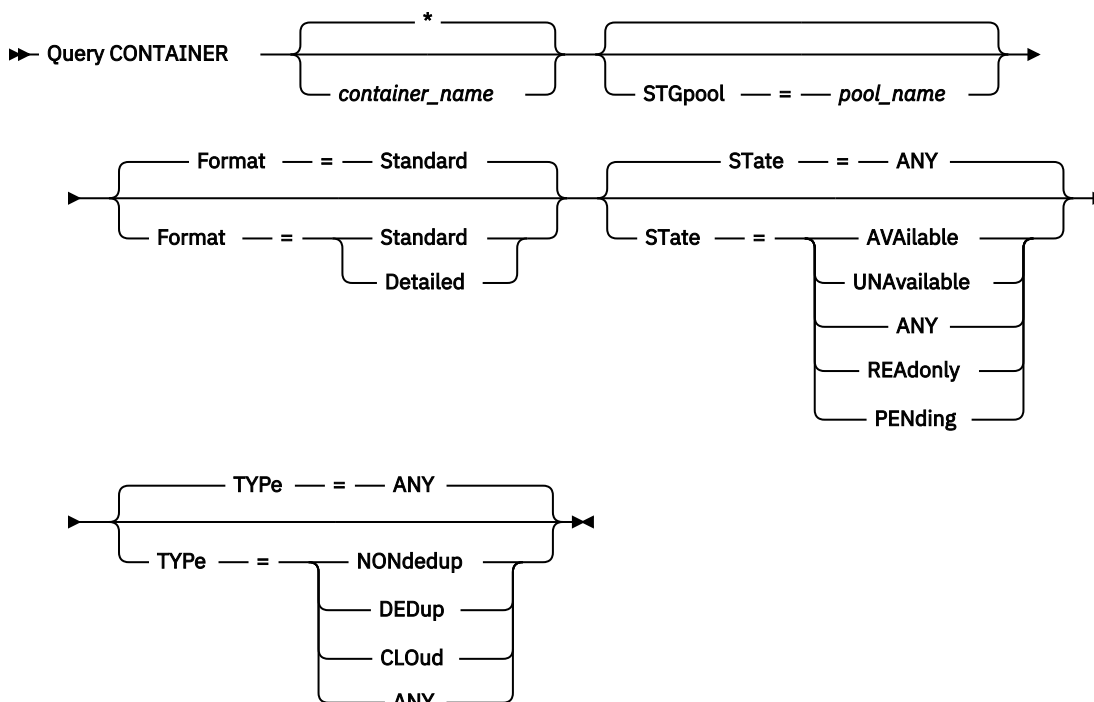 *
Query CONTAINER
container_name STGpool = pool_name
Format = Standard STate = ANY
Format = Standard STate = AVAilable
Detailed UNAvailable
ANY
REAdonly
PENding
TYPe = ANY
TYPe = NONdedup
DEDup
CLOud
ANY